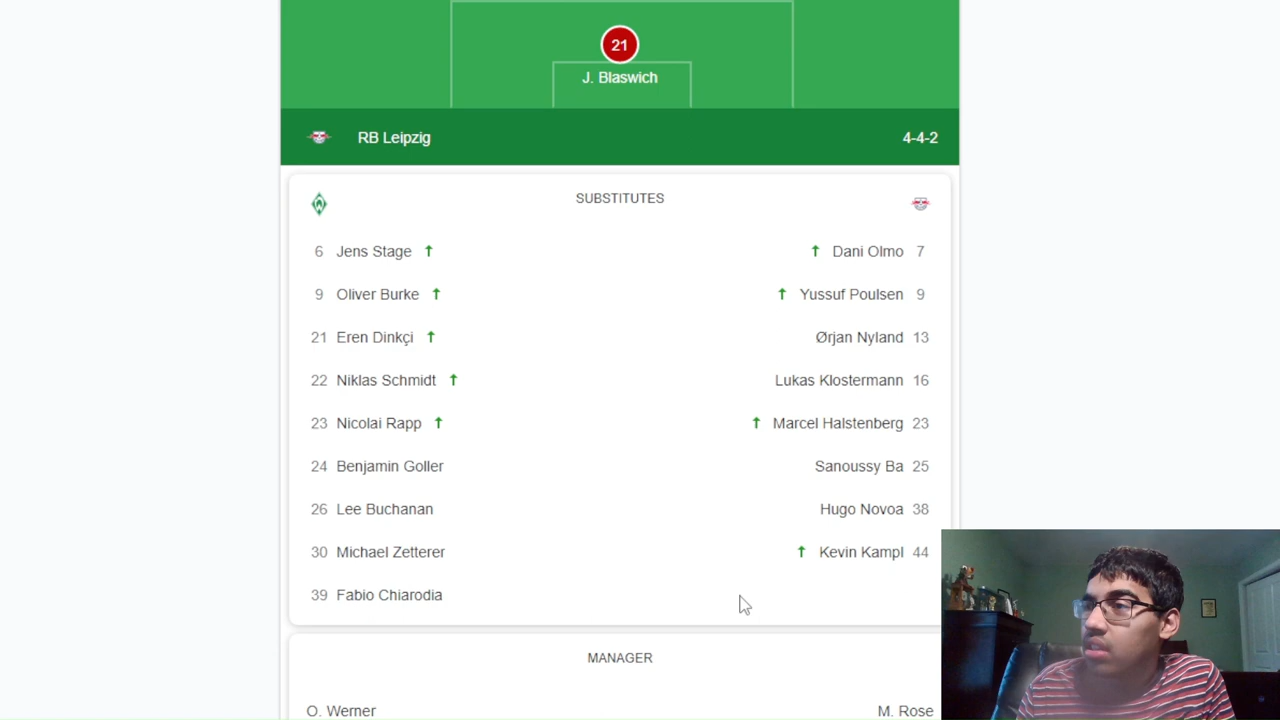 21
J. Blaswich
RB Leipzig 4-4-2
SUBSTITUTES
6 Jens Stage Dani Olmo 7
9 Oliver Burke Yussuf Poulsen 9
21 Eren Dinkçi Ørjan Nyland 13
22 Niklas Schmidt Lukas Klostermann 16
23 Nicolai Rapp Marcel Halstenberg 23
24 Benjamin Goller Sanoussy Ba 25
26 Lee Buchanan Hugo Novoa 38
30 Michael Zetterer Kevin Kampl 44
39 Fabio Chiarodia
MANAGER
O. Werner M. Rose